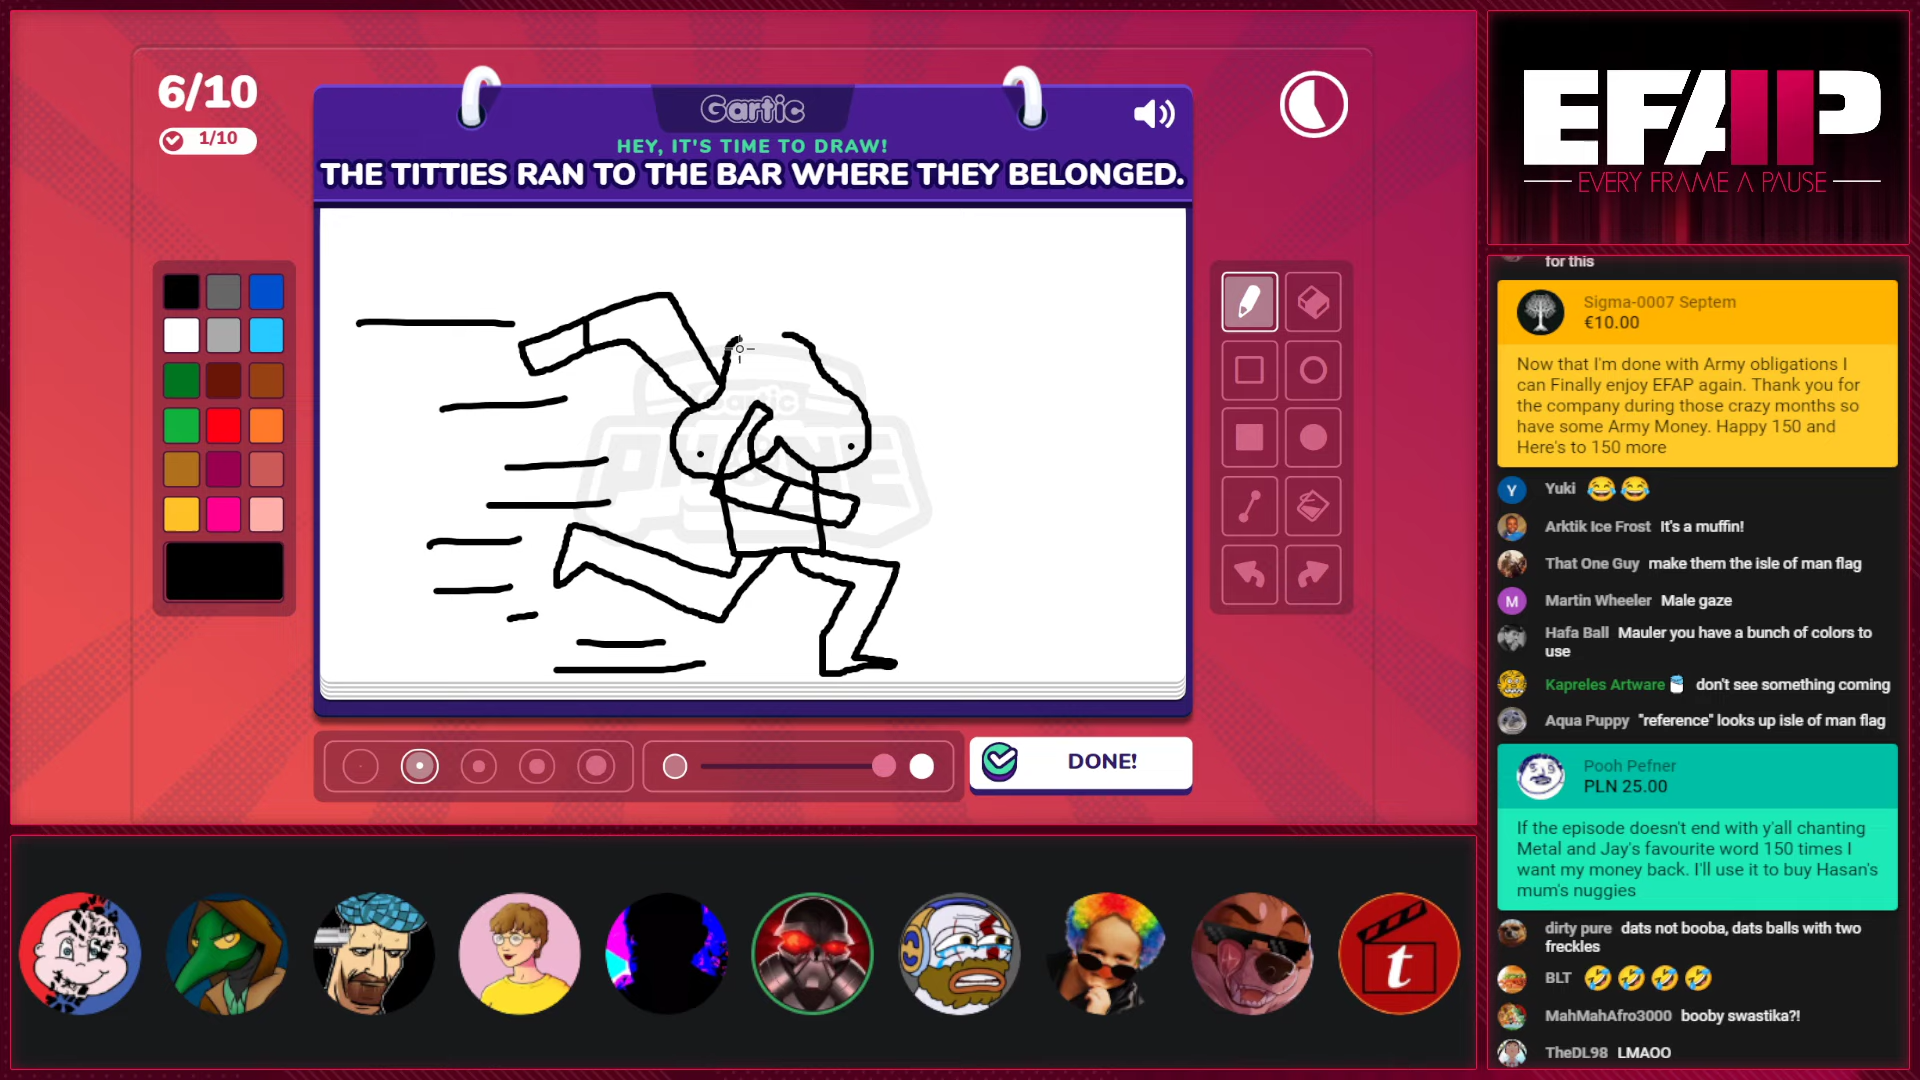 6/10
1/10
Gartic
HEY, IT'S TIME TO DRAW!
THE TITTIES RAN TO THE BAR WHERE THEY BELONGED.
Gartic
PHONE
DONE!
t
EFAP
EVERY FRAME A PAUSE
for this
Sigma-0007 Septem
€10.00
Now that I'm done with Army obligations I
can Finally enjoy EFAP again. Thank you for
the company during those crazy months so
have some Army Money. Happy 150 and
Here's to 150 more
Y Yuki 😂😂
Arktik Ice Frost It's a muffin!
That One Guy make them the isle of man flag
M Martin Wheeler Male gaze
Hafa Ball Mauler you have a bunch of colors to
use
Kapreles Artware don't see something coming
Aqua Puppy "reference" looks up isle of man flag
Pooh Pefner
PLN 25.00
If the episode doesn't end with y'all chanting
Metal and Jay's favourite word 150 times I
want my money back. I'll use it to buy Hasan's
mum's nuggies
dirty pure dats not booba, dats balls with two
freckles
BLT 🤣🤣🤣🤣
MahMahAfro3000 booby swastika?!
TheDL98 LMAOO